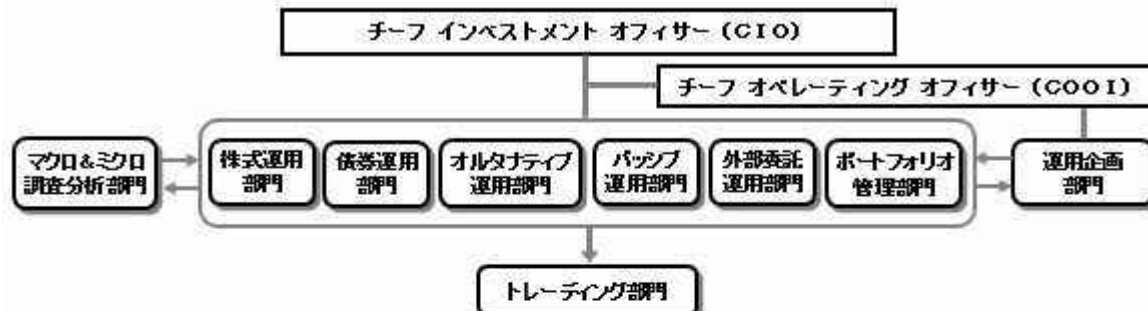 チーフ インベストメント オフィサー (CIO)
チーフ オペレーティング オフィサー (COOI)
マクロ&ミクロ
調査分析部門
株式運用
部門
債券運用
部門
オルタナティブ
運用部門
パッシブ
運用部門
外部委託
運用部門
ポートフォリオ
管理部門
運用企画
部門
トレーディング部門